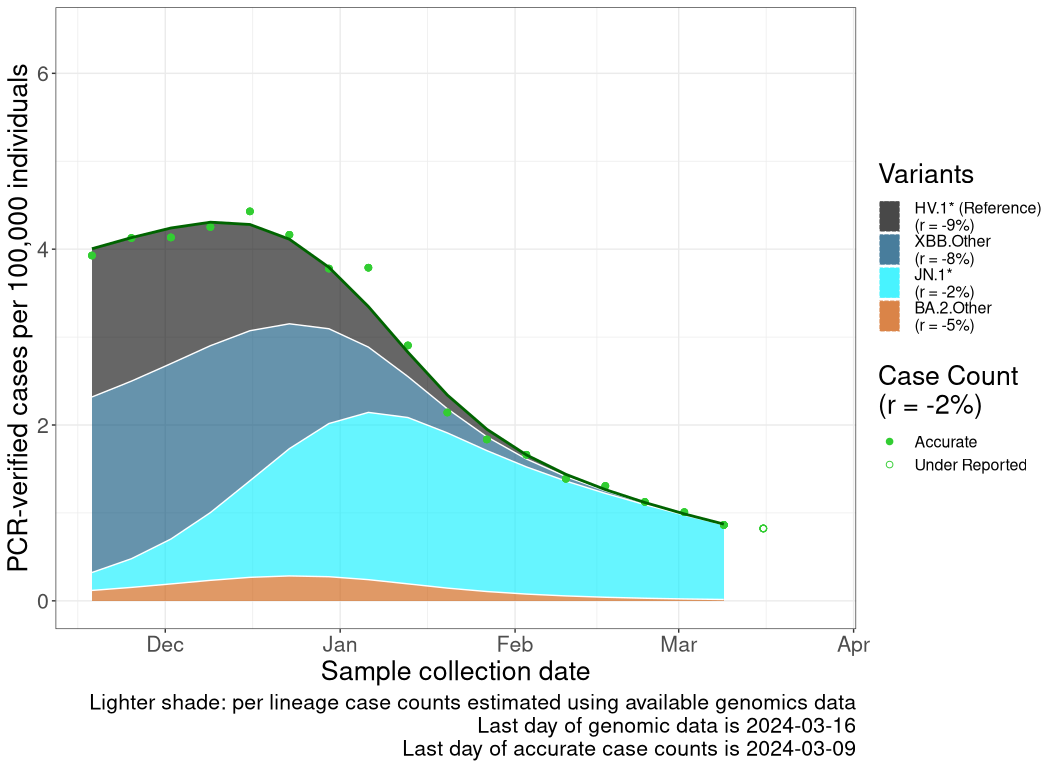 PCR-verified cases per 100,000 individuals
6
4
2
0
Dec
Jan
Feb
Mar
Apr
Sample collection date
Variants
HV.1* (Reference)
(r = -9%)
XBB.Other
(r = -8%)
JN.1*
(r = -2%)
BA.2.Other
(r = -5%)
Case Count
(r = -2%)
Accurate
Under Reported
Lighter shade: per lineage case counts estimated using available genomics data
Last day of genomic data is 2024-03-16
Last day of accurate case counts is 2024-03-09